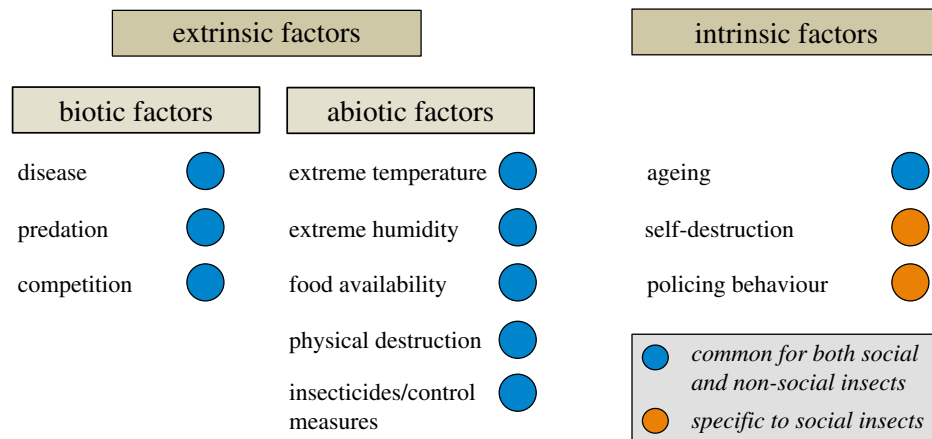 extrinsic factors
intrinsic factors
biotic factors
abiotic factors
disease
predation
competition
extreme temperature
extreme humidity
food availability
physical destruction
insecticides/control
measures
ageing
self-destruction
policing behaviour
common for both social
and non-social insects
specific to social insects